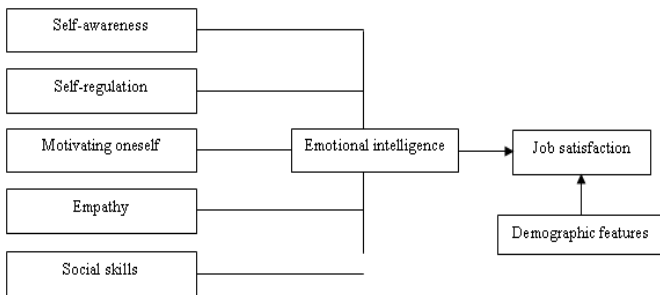 Self-awareness
Self-regulation
Motivating oneself
Emotional intelligence
Job satisfaction
Empathy
Demographic features
Social skills